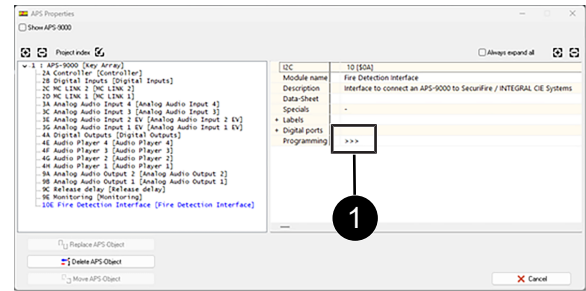 APS Properties
Show APS-9000
Project index
Always expand all
1 : APS-9000 [Key Array]
2A Controller [Controller]
2B Digital Inputs [Digital Inputs]
2C MC LINK 2 [MC LINK 2]
2D MC LINK 1 [MC LINK 1]
3A Analog Audio Input 4 [Analog Audio Input 4]
3C Analog Audio Input 3 [Analog Audio Input 3]
3E Analog Audio Input 2 EV [Analog Audio Input 2 EV]
3G Analog Audio Input 1 EV [Analog Audio Input 1 EV]
4A Digital Outputs [Digital Outputs]
4E Audio Player 4 [Audio Player 4]
4F Audio Player 3 [Audio Player 3]
4G Audio Player 2 [Audio Player 2]
4H Audio Player 1 [Audio Player 1]
9A Analog Audio Output 2 [Analog Audio Output 2]
9B Analog Audio Output 1 [Analog Audio Output 1]
9C Release delay [Release delay]
9E Monitoring [Monitoring]
10E Fire Detection Interface [Fire Detection Interface]
I2C 10 [$0A]
Module name Fire Detection Interface
Description Interface to connect an APS-9000 to SecuriFire / INTEGRAL CIE Systems
Data-Sheet
Specials -
Labels
Digital ports
Programming >>>
1
Replace APS-Object
Delete APS-Object
Move APS-Object
Cancel